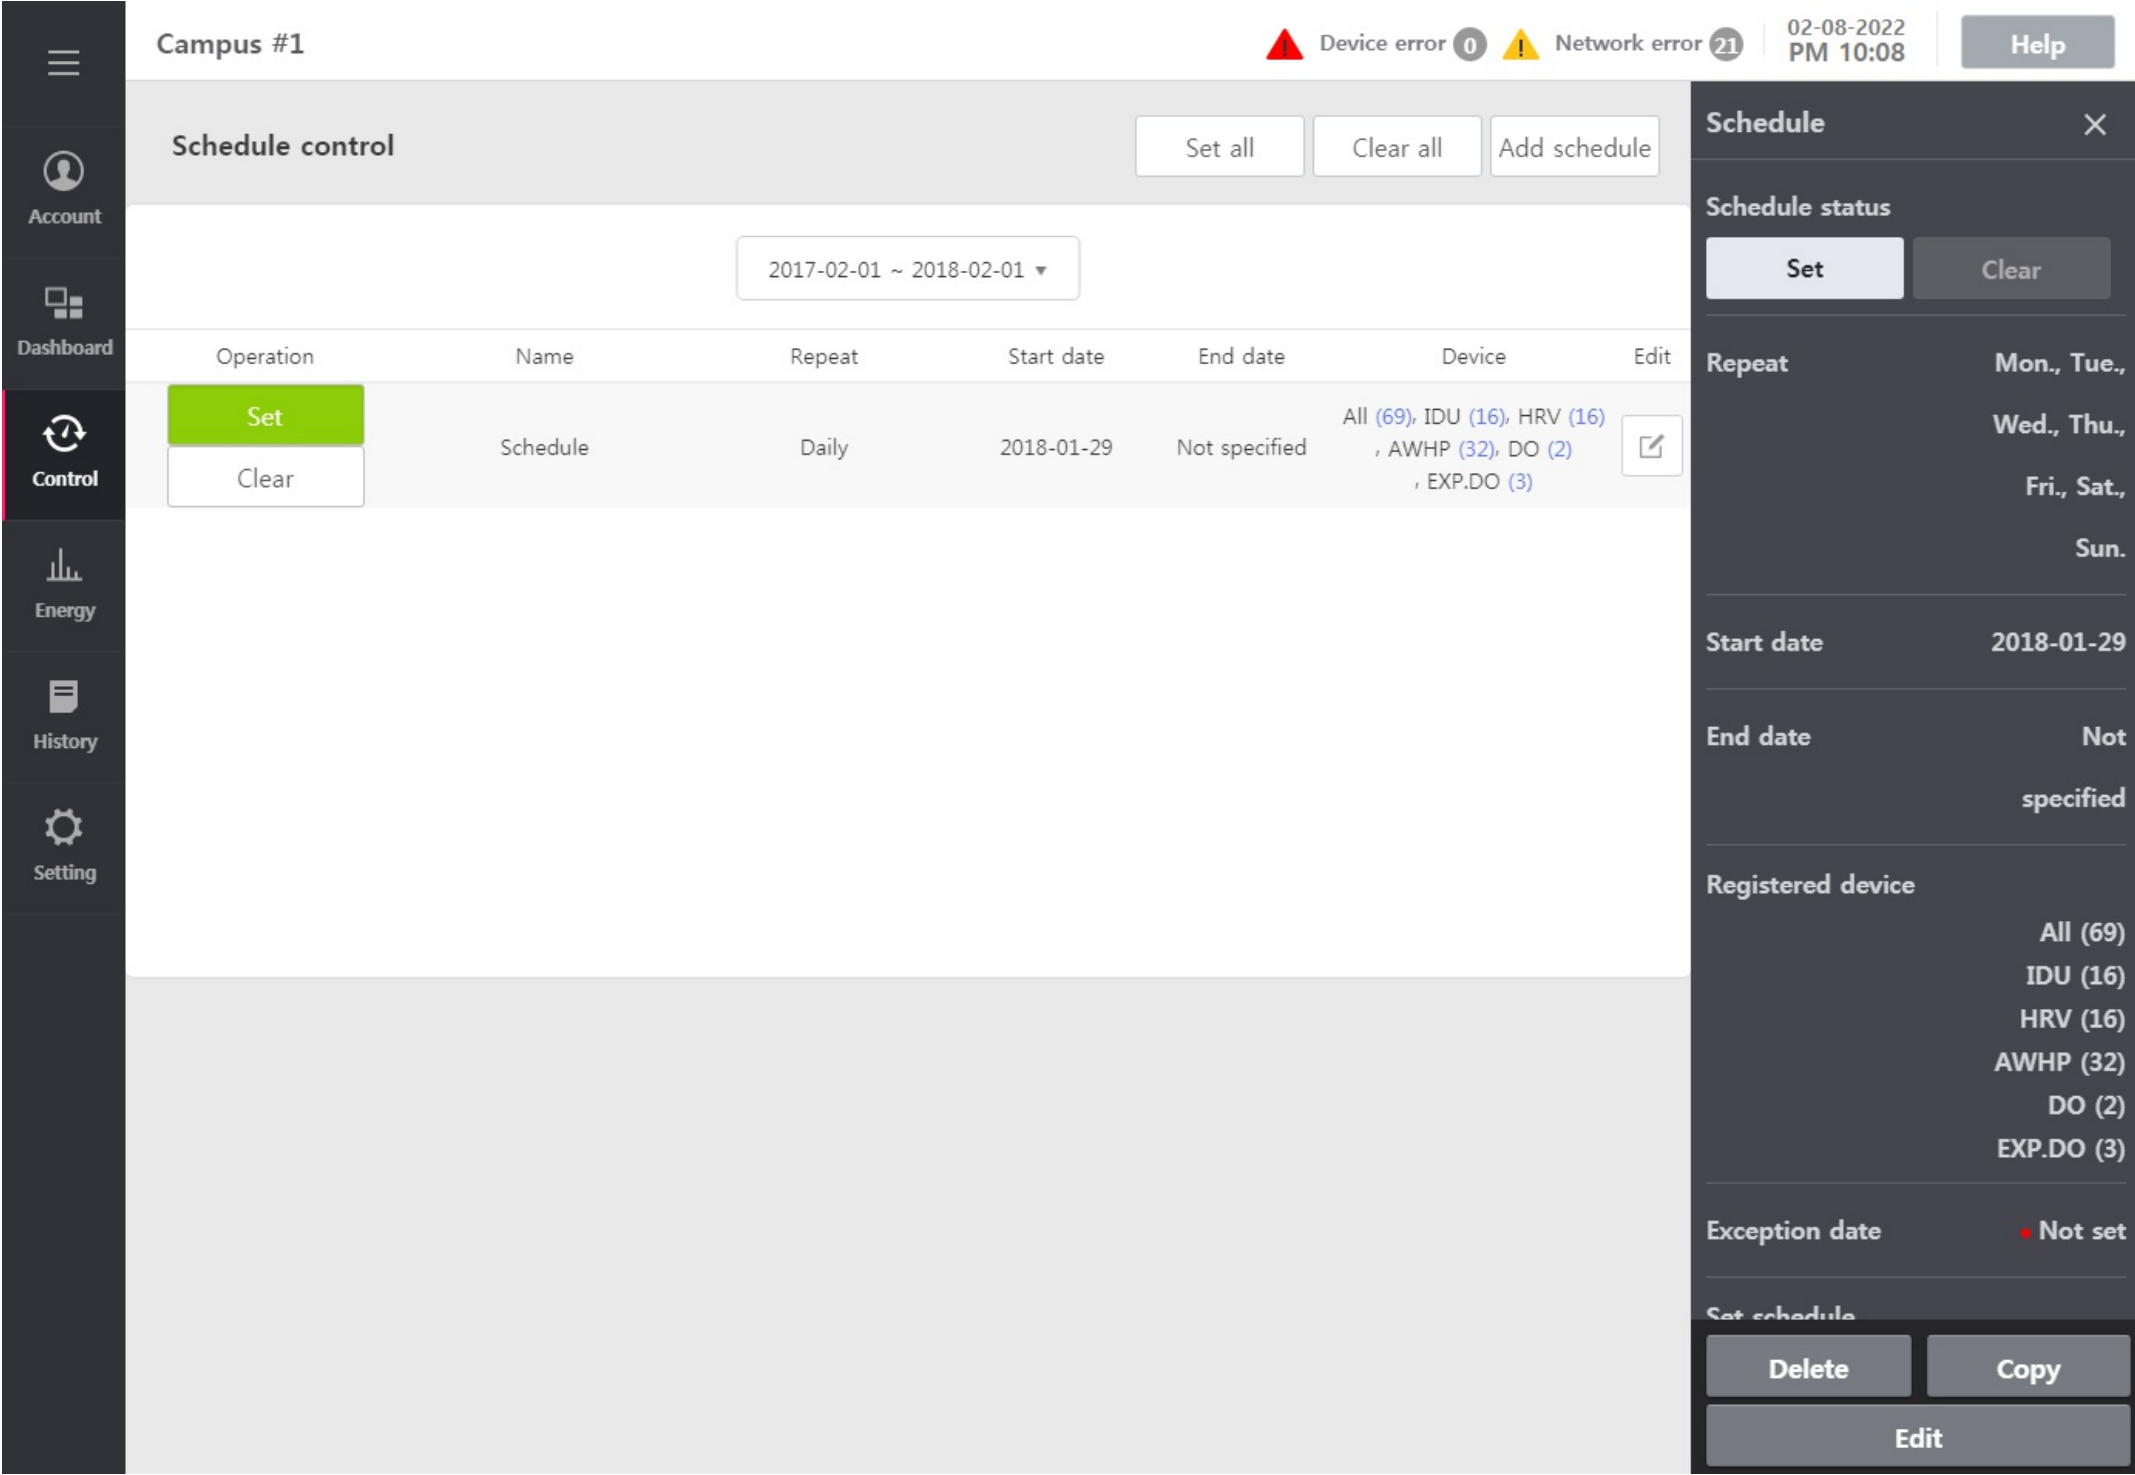 Campus #1
Device error 0
Network error 21
02-08-2022
PM 10:08
Help
Account
Dashboard
Control
Energy
History
Setting
Schedule control
Set all
Clear all
Add schedule
2017-02-01 ~ 2018-02-01
Operation Name Repeat Start date End date Device Edit
Set
Clear
Schedule
Daily
2018-01-29
Not specified
All (69), IDU (16), HRV (16)
, AWHP (32), DO (2)
, EXP.DO (3)
Schedule
Schedule status
Set Clear
Repeat Mon., Tue.,
Wed., Thu.,
Fri., Sat.,
Sun.
Start date 2018-01-29
End date Not
specified
Registered device
All (69)
IDU (16)
HRV (16)
AWHP (32)
DO (2)
EXP.DO (3)
Exception date Not set
Set schedule
Delete Copy
Edit